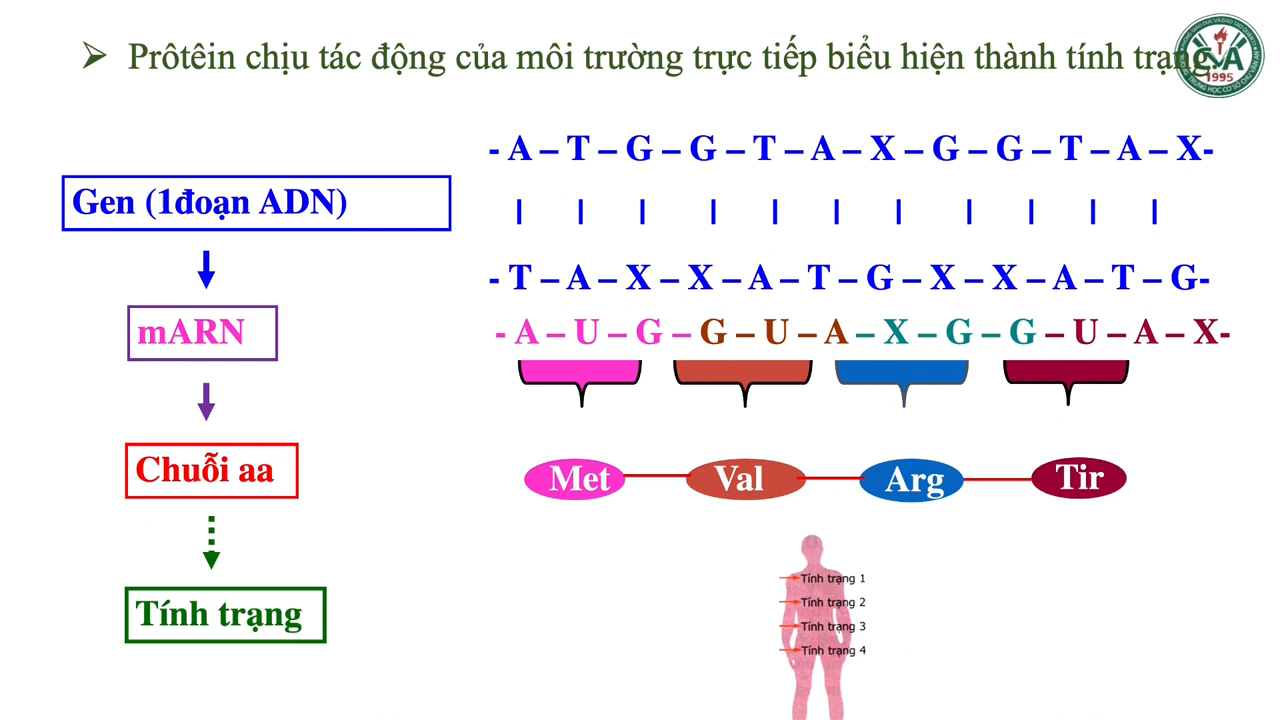 ➢ Prôtêin chịu tác động của môi trường trực tiếp biểu hiện thành tính trạng.
1995
- A – T – G – G – T – A – X – G – G – T – A – X-
Gen (1đoạn ADN)
- T – A – X – X – A – T – G – X – X – A – T – G-
mARN
- A – U – G – G – U – A – X – G – G – U – A – X-
Chuỗi aa
Met Val Arg Tir
Tính trạng
Tính trạng 1
Tính trạng 2
Tính trạng 3
Tính trạng 4